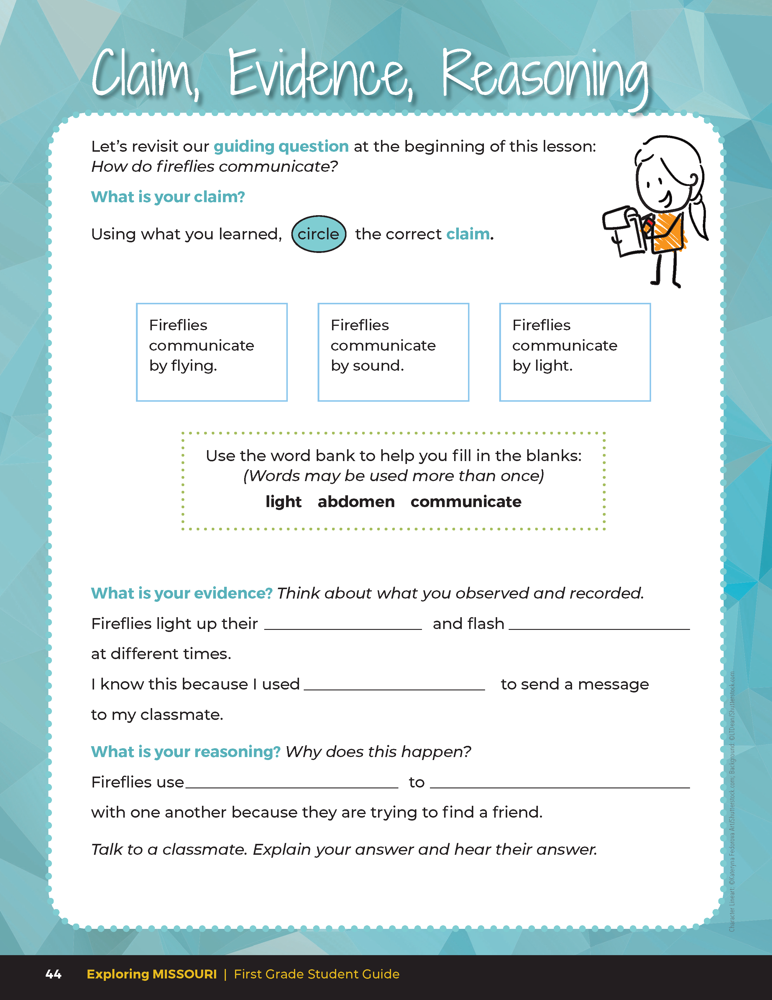 Claim, Evidence, Reasoning
Let's revisit our guiding question at the beginning of this lesson:
How do fireflies communicate?
What is your claim?
Using what you learned, circle the correct claim.
Fireflies
communicate
by flying.
Fireflies
communicate
by sound.
Fireflies
communicate
by light.
Use the word bank to help you fill in the blanks:
(Words may be used more than once)
light abdomen communicate
What is your evidence? Think about what you observed and recorded.
Fireflies light up their ____________ and flash ____________
at different times.
I know this because I used ____________ to send a message
to my classmate.
What is your reasoning? Why does this happen?
Fireflies use ____________ to ____________
with one another because they are trying to find a friend.
Talk to a classmate. Explain your answer and hear their answer.
Character Lineart: ©Kateryna Fedorova Art/Shutterstock.com; Background: ©LTDean/Shutterstock.com
44 Exploring MISSOURI | First Grade Student Guide